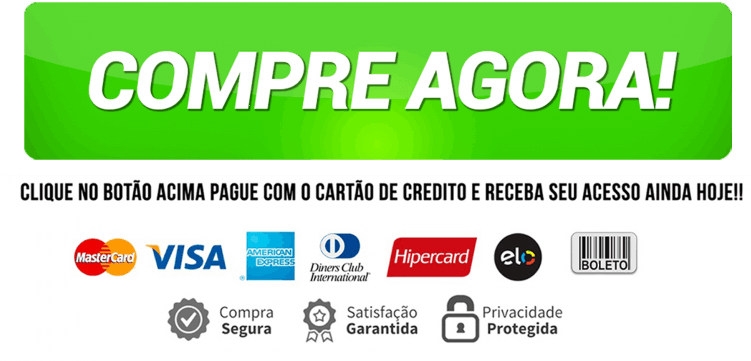 COMPRE AGORA!
CLIQUE NO BOTÃO ACIMA PAGUE COM O CARTÃO DE CREDITO E RECEBA SEU ACESSO AINDA HOJE!!
MasterCard VISA AMERICAN EXPRESS Diners Club International® Hipercard elo BOLETO
Compra Segura
Satisfação Garantida
Privacidade Protegida